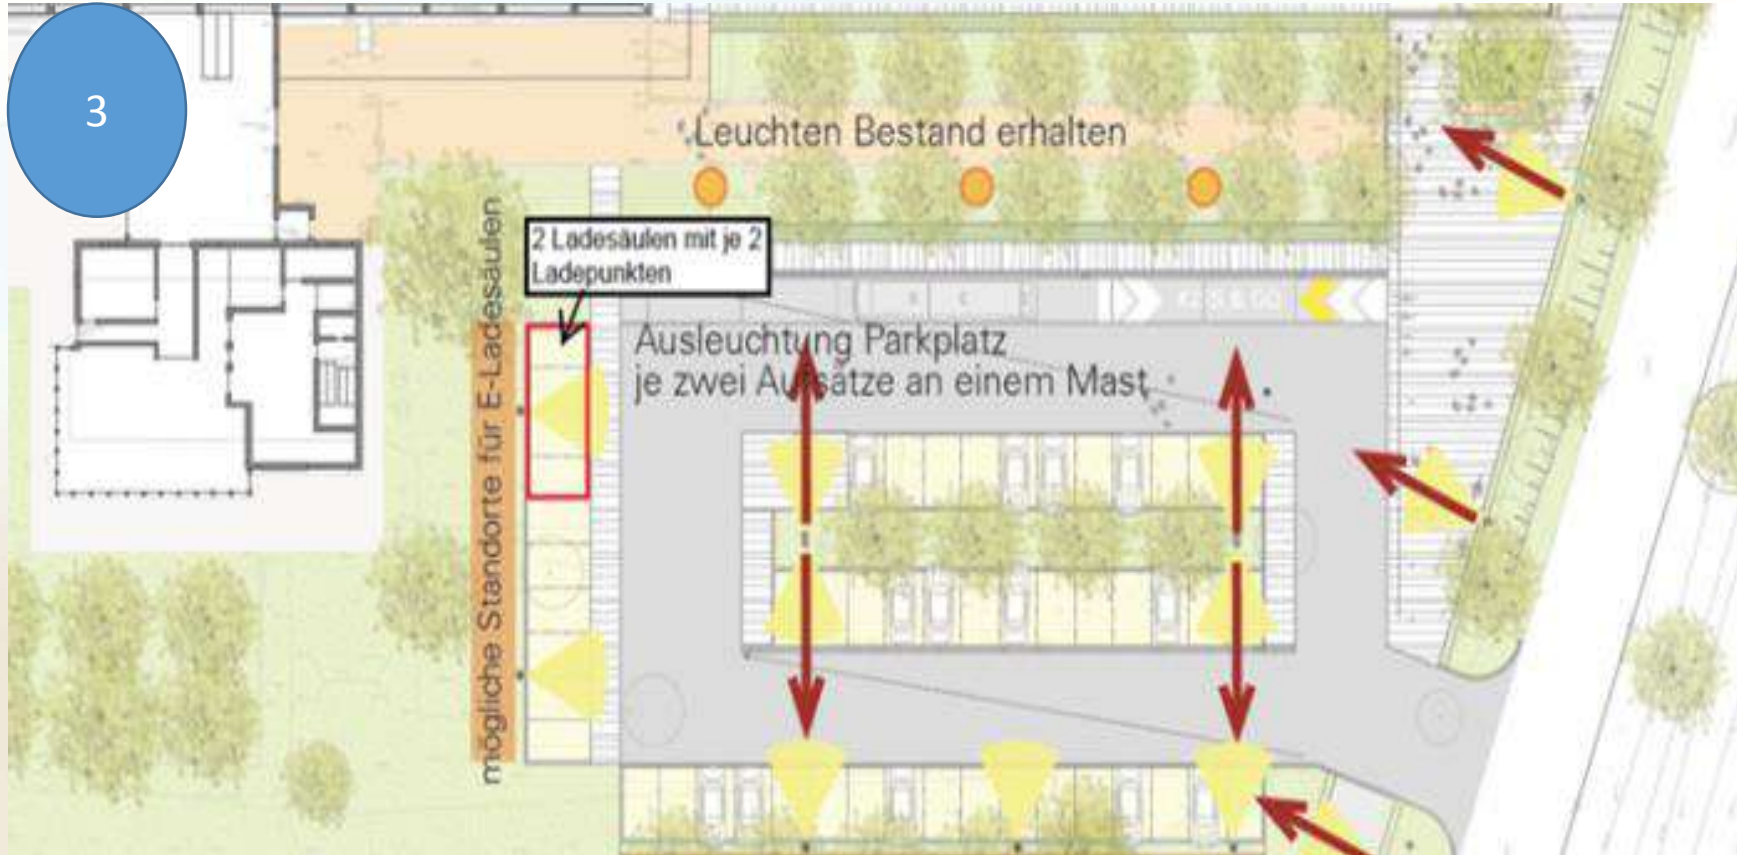 3
Leuchten Bestand erhalten
mögliche Standorte für E-Ladesäulen
2 Ladesäulen mit je 2
Ladepunkten
Ausleuchtung Parkplatz
je zwei Aufsätze an einem Mast